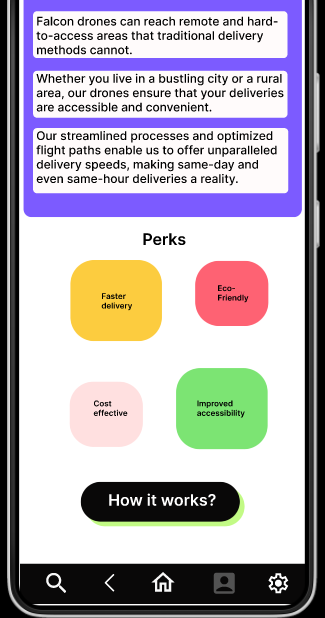 Falcon drones can reach remote and hard-
to-access areas that traditional delivery
methods cannot.
Whether you live in a bustling city or a rural
area, our drones ensure that your deliveries
are accessible and convenient.
Our streamlined processes and optimized
flight paths enable us to offer unparalleled
delivery speeds, making same-day and
even same-hour deliveries a reality.
Perks
Faster
delivery
Eco-
Friendly
Cost
effective
Improved
accessibility
How it works?